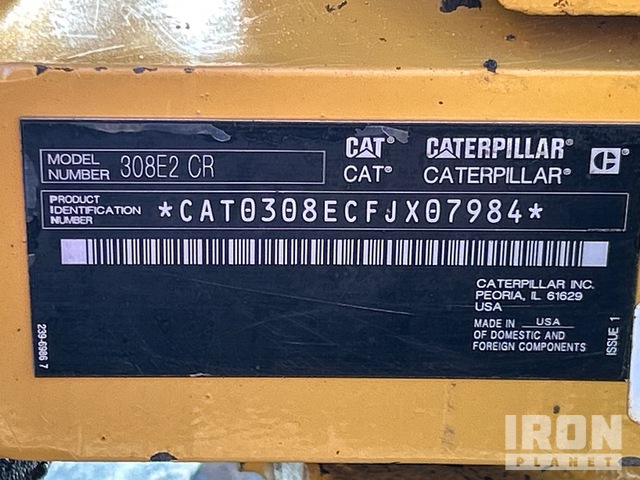 MODEL
NUMBER 308E2 CR
CAT® CATERPILLAR®
CAT® CATERPILLAR®
C
PRODUCT
IDENTIFICATION
NUMBER
*CAT0308ECFJX07984*
CATERPILLAR INC.
PEORIA, IL 61629
USA
MADE IN USA
OF DOMESTIC AND
FOREIGN COMPONENTS
ISSUE 1
239-6986 7
IRON
PLANET